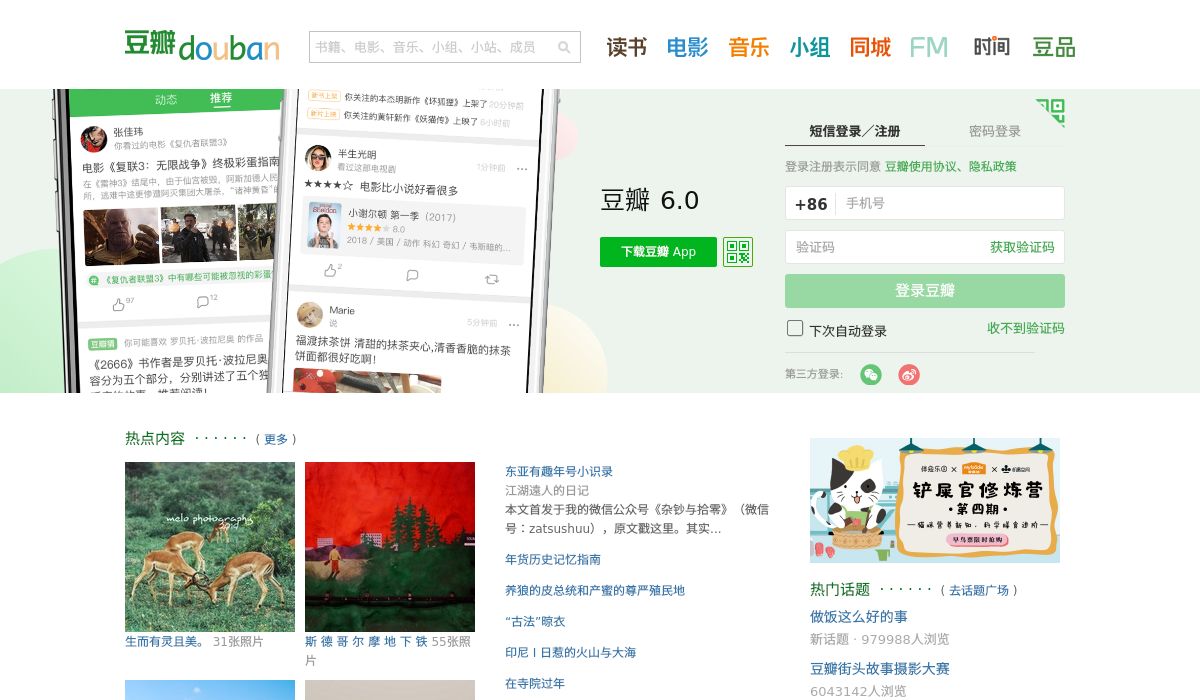 豆瓣douban
书籍、电影、音乐、小组、小站、成员
读书 电影 音乐 小组 同城 FM 时间 豆品
动态 推荐
张佳玮
你看过的电影《复仇者联盟3》
电影《复联3：无限战争》终极彩蛋指南
在《雷神3》结尾中，由于仙宫被毁，阿斯加德人民
所，逃难中这更惨遭阿灭集团大屠杀，“诸神黄昏”
《复仇者联盟3》中有哪些可能被忽视的彩蛋
97 12
豆瓣猜 你可能喜欢 罗贝托·波拉尼奥 的作品
《2666》书作者是罗贝托·波拉尼奥
容分为五个部分，分别讲述了五个独
新书上架 你关注的本杰明新作《坏狐狸》上架了 20分钟前
新片上映 你关注的黄轩新作《妖猫传》上映了 8小时前
半生光明
看过这部电视剧
1分钟前
★★★★☆ 电影比小说好看很多
小谢尔顿 第一季（2017）
8.0
2018 / 美国 / 动作 科幻 奇幻 / 韦斯暗的...
2
Marie
说
5分钟前
福渡抹茶饼 清甜的抹茶夹心,清香香脆的抹茶
饼面都很好吃啊！
豆瓣 6.0
下载豆瓣 App
短信登录／注册 密码登录
登录注册表示同意 豆瓣使用协议、隐私政策
+86 手机号
验证码 获取验证码
登录豆瓣
下次自动登录 收不到验证码
第三方登录:
热点内容 · · · · · · （ 更多 ）
melo photography
2014
生而有灵且美。 31张照片
斯 德 哥 尔 摩 地 下 铁 55张照
片
东亚有趣年号小识录
江湖遠人的日记
本文首发于我的微信公众号《杂钞与拾零》（微信
号：zatsushuu），原文戳这里。其实...
年货历史记忆指南
养狼的皮总统和产蜜的尊严殖民地
“古法”晾衣
印尼丨日惹的火山与大海
在寺院过年
铲屎官修炼营
·第四期·
猫咪营养新知，科学膳食进阶
早鸟票限时抢购
热门话题 · · · · · · （ 去话题广场 ）
做饭这么好的事
新话题 · 979988人浏览
豆瓣街头故事摄影大赛
6043142人浏览